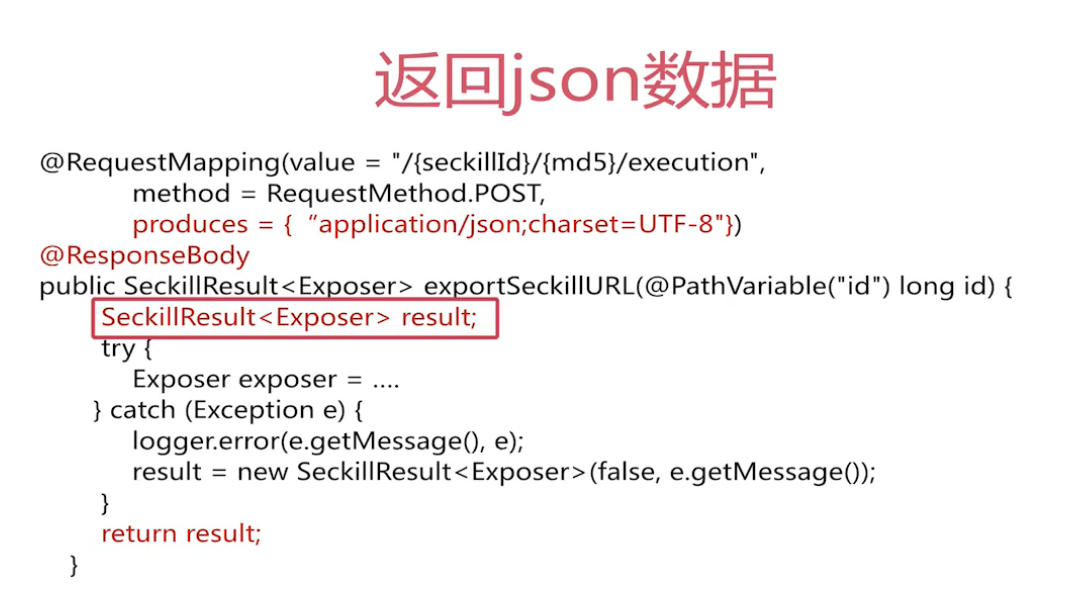 返回json数据
@RequestMapping(value = "/{seckillId}/{md5}/execution",
method = RequestMethod.POST,
produces = { “application/json;charset=UTF-8"})
@ResponseBody
public SeckillResult<Exposer> exportSeckillURL(@PathVariable("id") long id) {
SeckillResult<Exposer> result;
try {
Exposer exposer = ....
} catch (Exception e) {
logger.error(e.getMessage(), e);
result = new SeckillResult<Exposer>(false, e.getMessage());
}
return result;
}